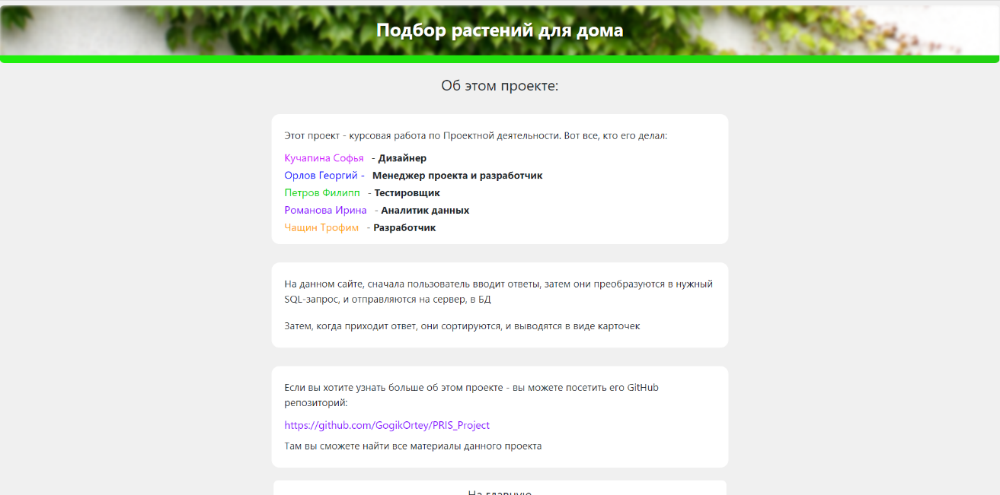 Подбор растений для дома
Об этом проекте:
Этот проект - курсовая работа по Проектной деятельности. Вот все, кто его делал:
Кучапина Софья - Дизайнер
Орлов Георгий - Менеджер проекта и разработчик
Петров Филипп - Тестировщик
Романова Ирина - Аналитик данных
Чащин Трофим - Разработчик
На данном сайте, сначала пользователь вводит ответы, затем они преобразуются в нужный
SQL-запрос, и отправляются на сервер, в БД
Затем, когда приходит ответ, они сортируются, и выводятся в виде карточек
Если вы хотите узнать больше об этом проекте - вы можете посетить его GitHub
репозиторий:
https://github.com/GogikOrtey/PRIS_Project
Там вы сможете найти все материалы данного проекта
На главную